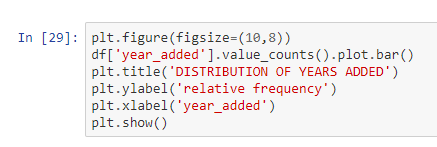 In [29]: plt.figure(figsize=(10,8))
df['year_added'].value_counts().plot.bar()
plt.title('DISTRIBUTION OF YEARS ADDED')
plt.ylabel('relative frequency')
plt.xlabel('year_added')
plt.show()